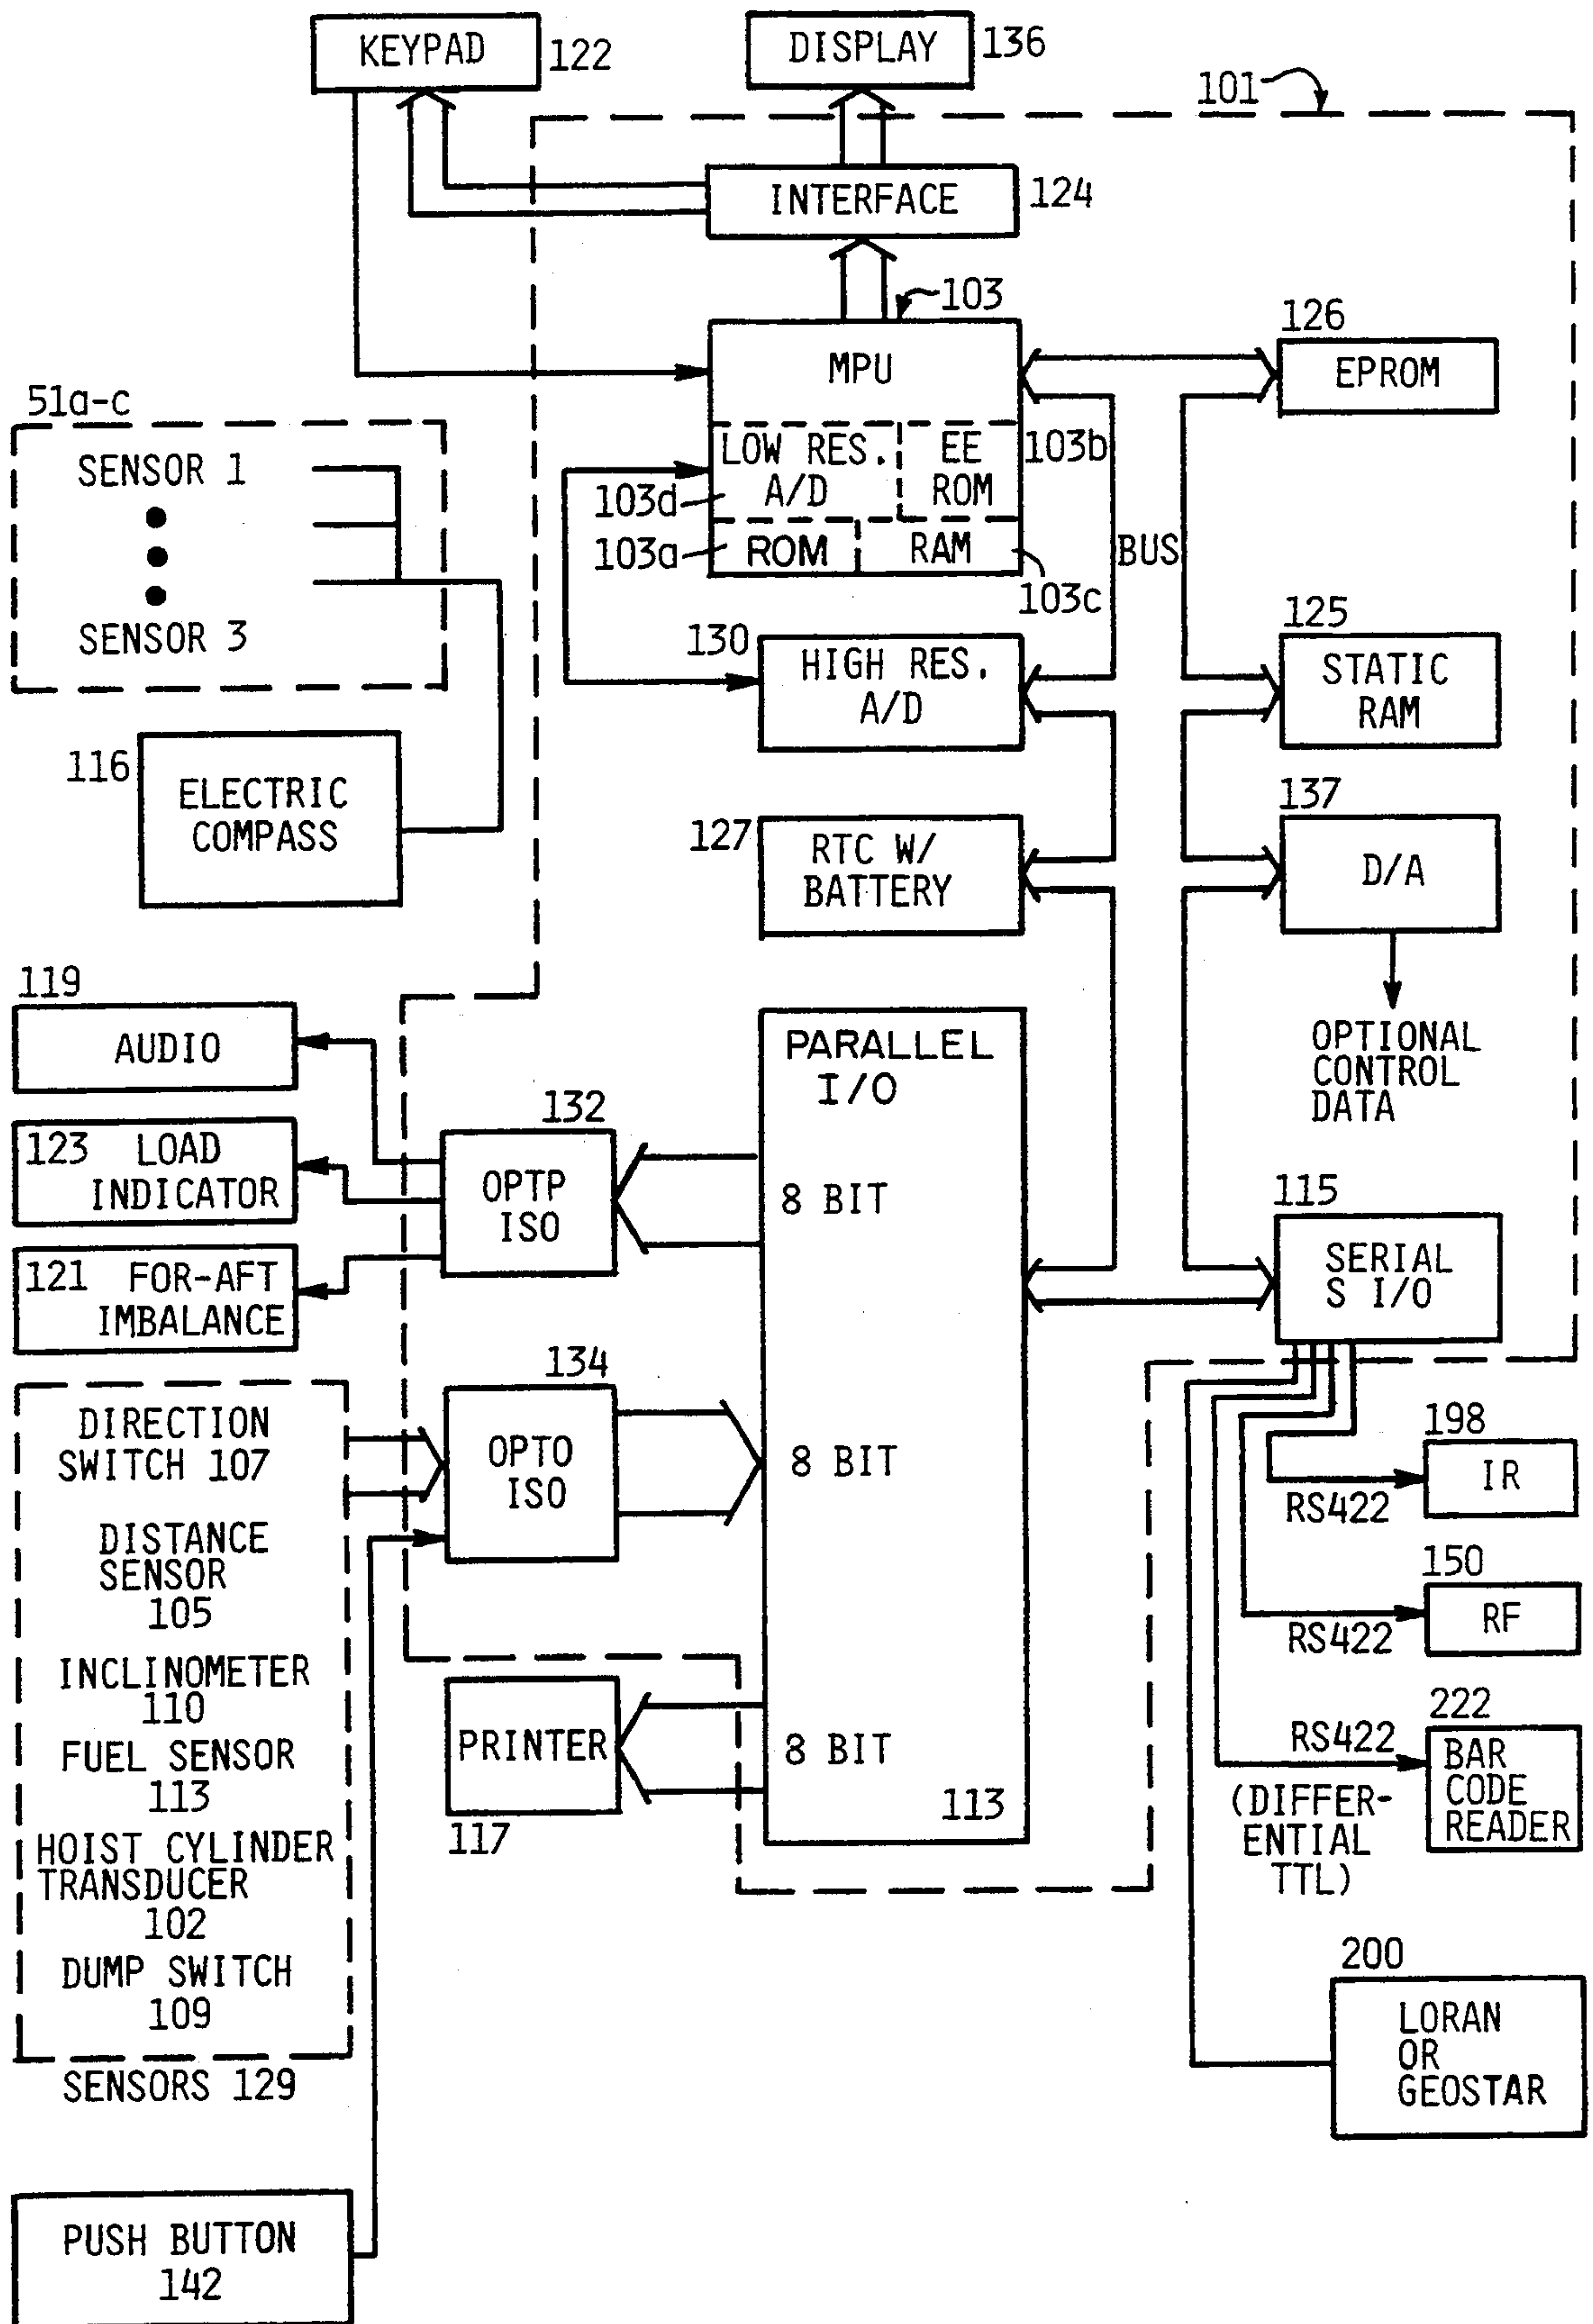 KEYPAD
122
DISPLAY
136
101
INTERFACE
124
103
MPU
126
EPROM
51a-c
SENSOR 1
SENSOR 3
LOW RES.
A/D
EE
ROM
103b
103d
103a
ROM
RAM
103c
BUS
130
HIGH RES.
A/D
125
STATIC
RAM
116
ELECTRIC
COMPASS
127
RTC W/
BATTERY
137
D/A
OPTIONAL
CONTROL
DATA
119
AUDIO
123 LOAD
INDICATOR
121 FOR-AFT
IMBALANCE
132
OPTP
ISO
PARALLEL
I/O
8 BIT
115
SERIAL
S I/O
DIRECTION
SWITCH 107
DISTANCE
SENSOR
105
INCLINOMETER
110
FUEL SENSOR
113
HOIST CYLINDER
TRANSDUCER
102
DUMP SWITCH
109
SENSORS 129
134
OPTO
ISO
8 BIT
PRINTER
117
8 BIT
113
198
IR
RS422
150
RF
RS422
222
BAR
CODE
READER
RS422
(DIFFER-
ENTIAL
TTL)
200
LORAN
OR
GEOSTAR
PUSH BUTTON
142